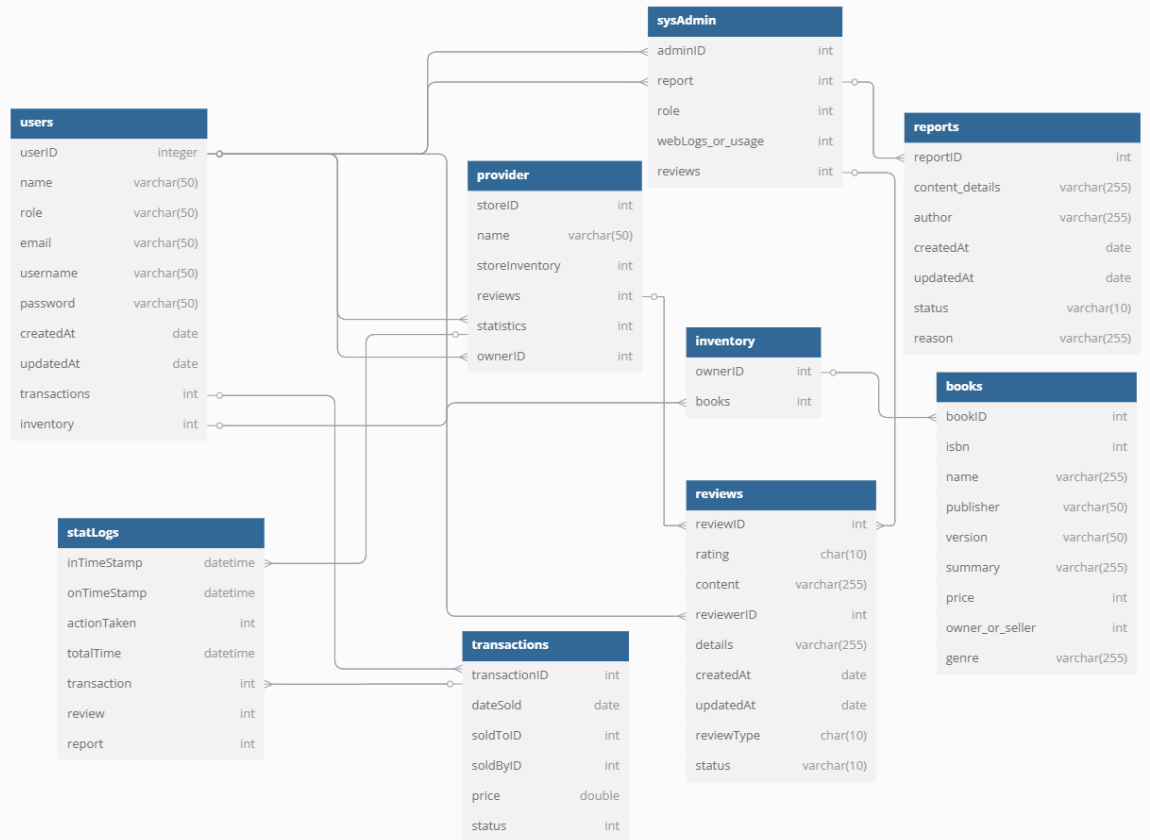 sysAdmin
adminID int
report int
role int
webLogs_or_usage int
reviews int
users
userID integer
name varchar(50)
role varchar(50)
email varchar(50)
username varchar(50)
password varchar(50)
createdAt date
updatedAt date
transactions int
inventory int
reports
reportID int
content_details varchar(255)
author varchar(255)
createdAt date
updatedAt date
status varchar(10)
reason varchar(255)
provider
storeID int
name varchar(50)
storeInventory int
reviews int
statistics int
ownerID int
inventory
ownerID int
books int
books
bookID int
isbn int
name varchar(255)
publisher varchar(50)
version varchar(50)
summary varchar(255)
price int
owner_or_seller int
genre varchar(255)
reviews
reviewID int
rating char(10)
content varchar(255)
reviewerID int
details varchar(255)
createdAt date
updatedAt date
reviewType char(10)
status varchar(10)
statLogs
inTimeStamp datetime
onTimeStamp datetime
actionTaken int
totalTime datetime
transaction int
review int
report int
transactions
transactionID int
dateSold date
soldToID int
soldByID int
price double
status int